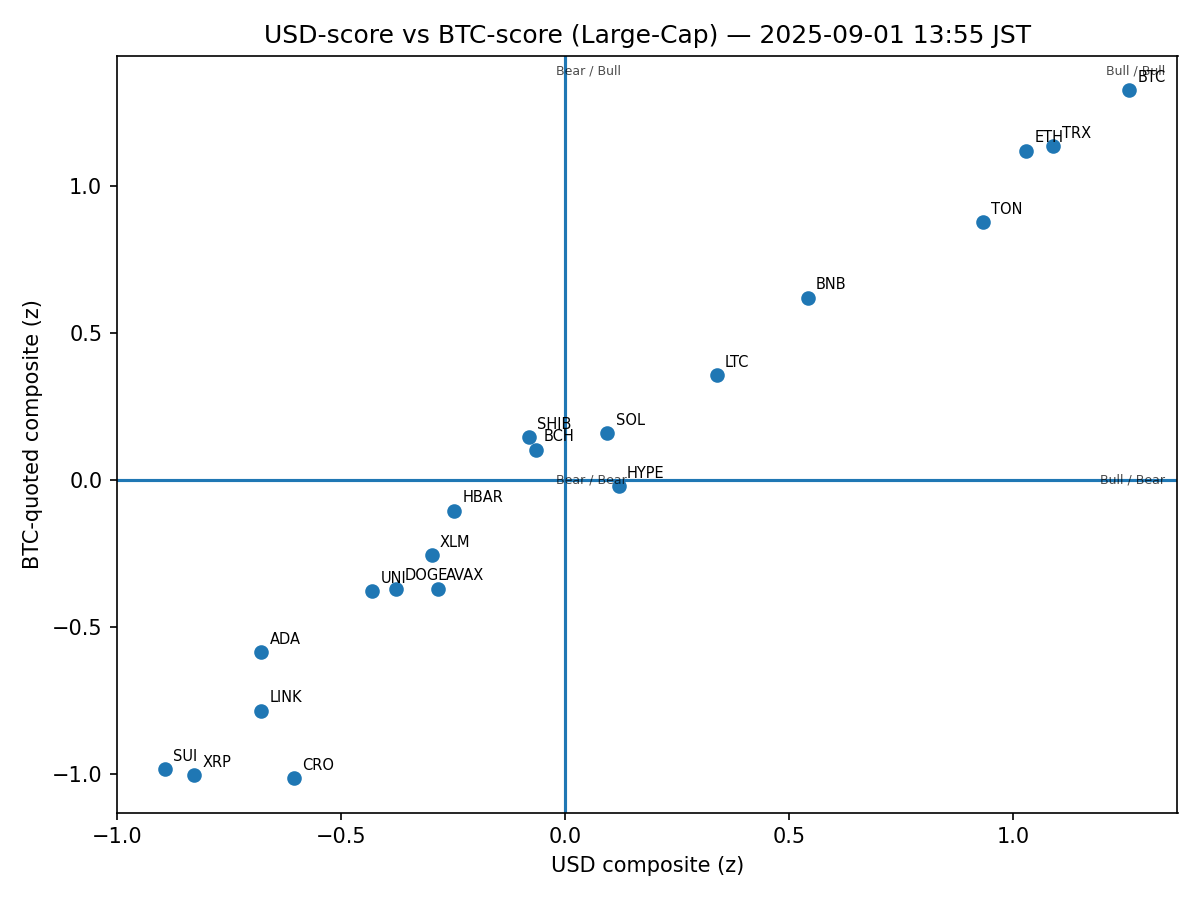 USD-score vs BTC-score (Large-Cap) — 2025-09-01 13:55 JST
Bear / Bull
Bull / Bull
BTC
ETH
TRX
1.0
TON
BNB
0.5
LTC
SHIB
SOL
BCH
HYPE
0.0
Bear / Bear
Bull / Bear
HBAR
XLM
UNI
DOGE
AVAX
−0.5
ADA
LINK
SUI
XRP
CRO
−1.0
BTC-quoted composite (z)
−1.0
−0.5
0.0
0.5
1.0
USD composite (z)